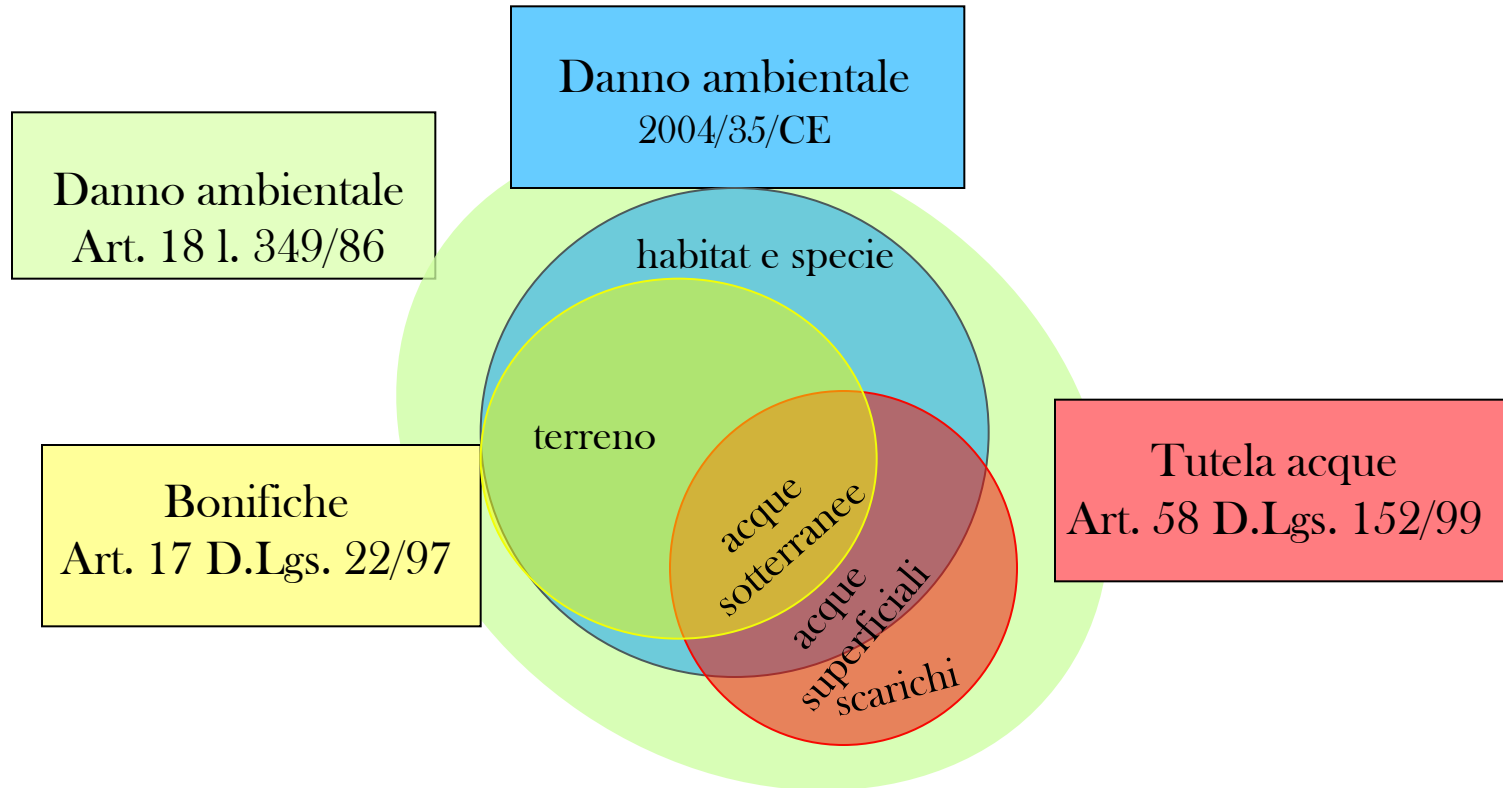 Danno ambientale
2004/35/CE
Danno ambientale
Art. 18 l. 349/86
habitat e specie
terreno
Bonifiche
Art. 17 D.Lgs. 22/97
Tutela acque
Art. 58 D.Lgs. 152/99
acque
sotterranee
acque
superficiali
scarichi